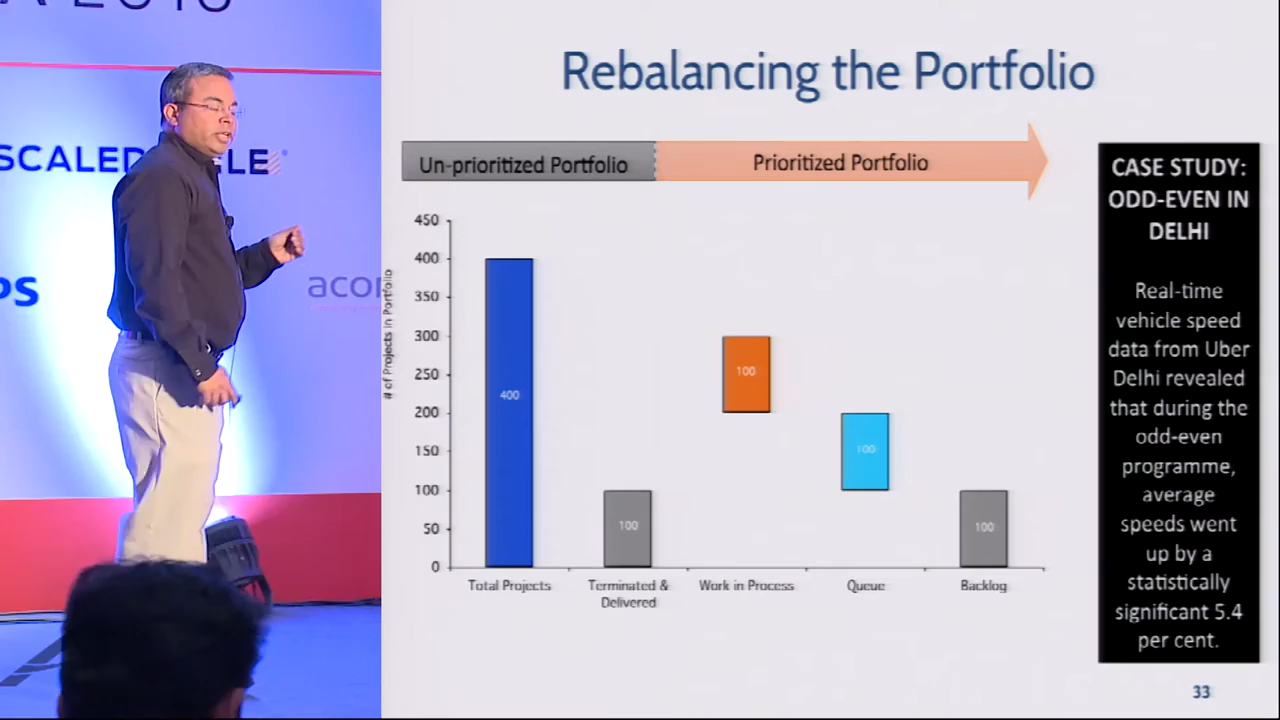 2016
SCALED
PS
Rebalancing the Portfolio
Un-prioritized Portfolio
Prioritized Portfolio
# of Projects in Portfolio
450
400
350
300
250
200
150
100
50
0
400
100
100
100
100
Total Projects
Terminated &
Delivered
Work in Process
Queue
Backlog
CASE STUDY:
ODD-EVEN IN
DELHI
Real-time
vehicle speed
data from Uber
Delhi revealed
that during the
odd-even
programme,
average
speeds went
up by a
statistically
significant 5.4
per cent.
33